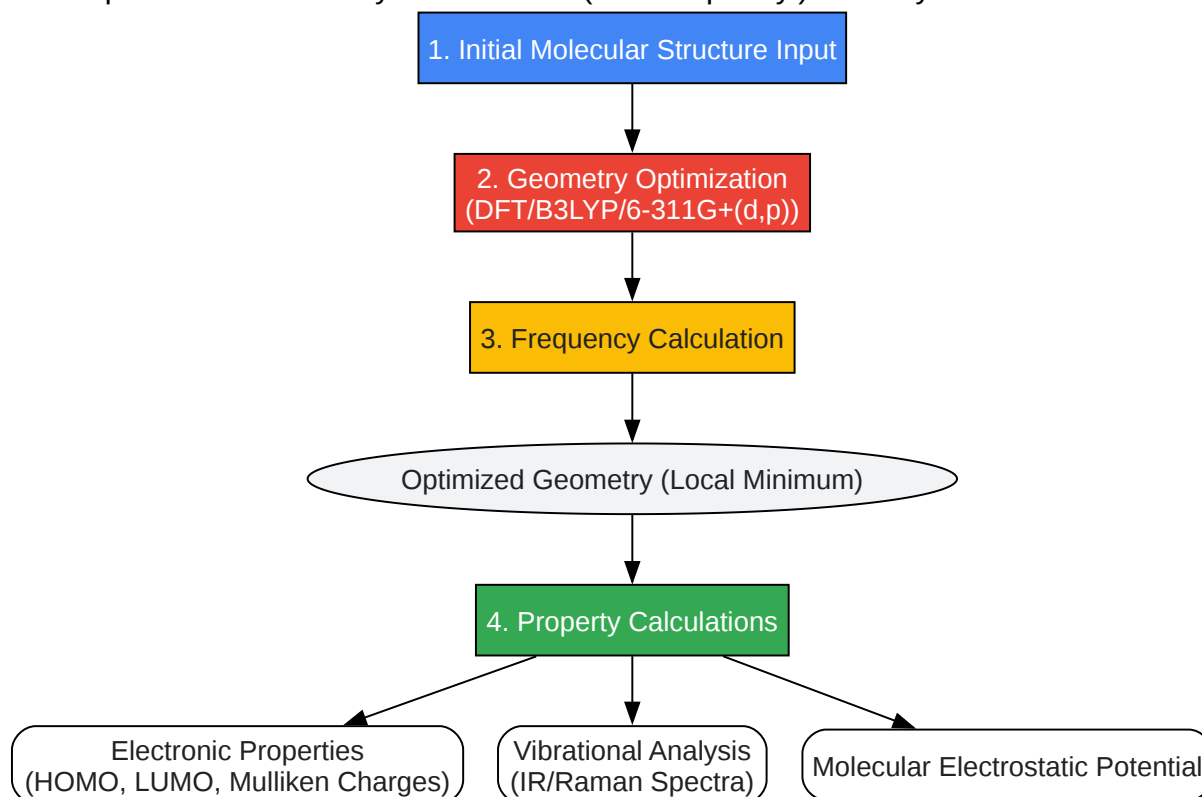 1. Initial Molecular Structure Input
2. Geometry Optimization
(DFT/B3LYP/6-311G+(d,p))
3. Frequency Calculation
Optimized Geometry (Local Minimum)
4. Property Calculations
Electronic Properties
(HOMO, LUMO, Mulliken Charges)
Vibrational Analysis
(IR/Raman Spectra)
Molecular Electrostatic Potential